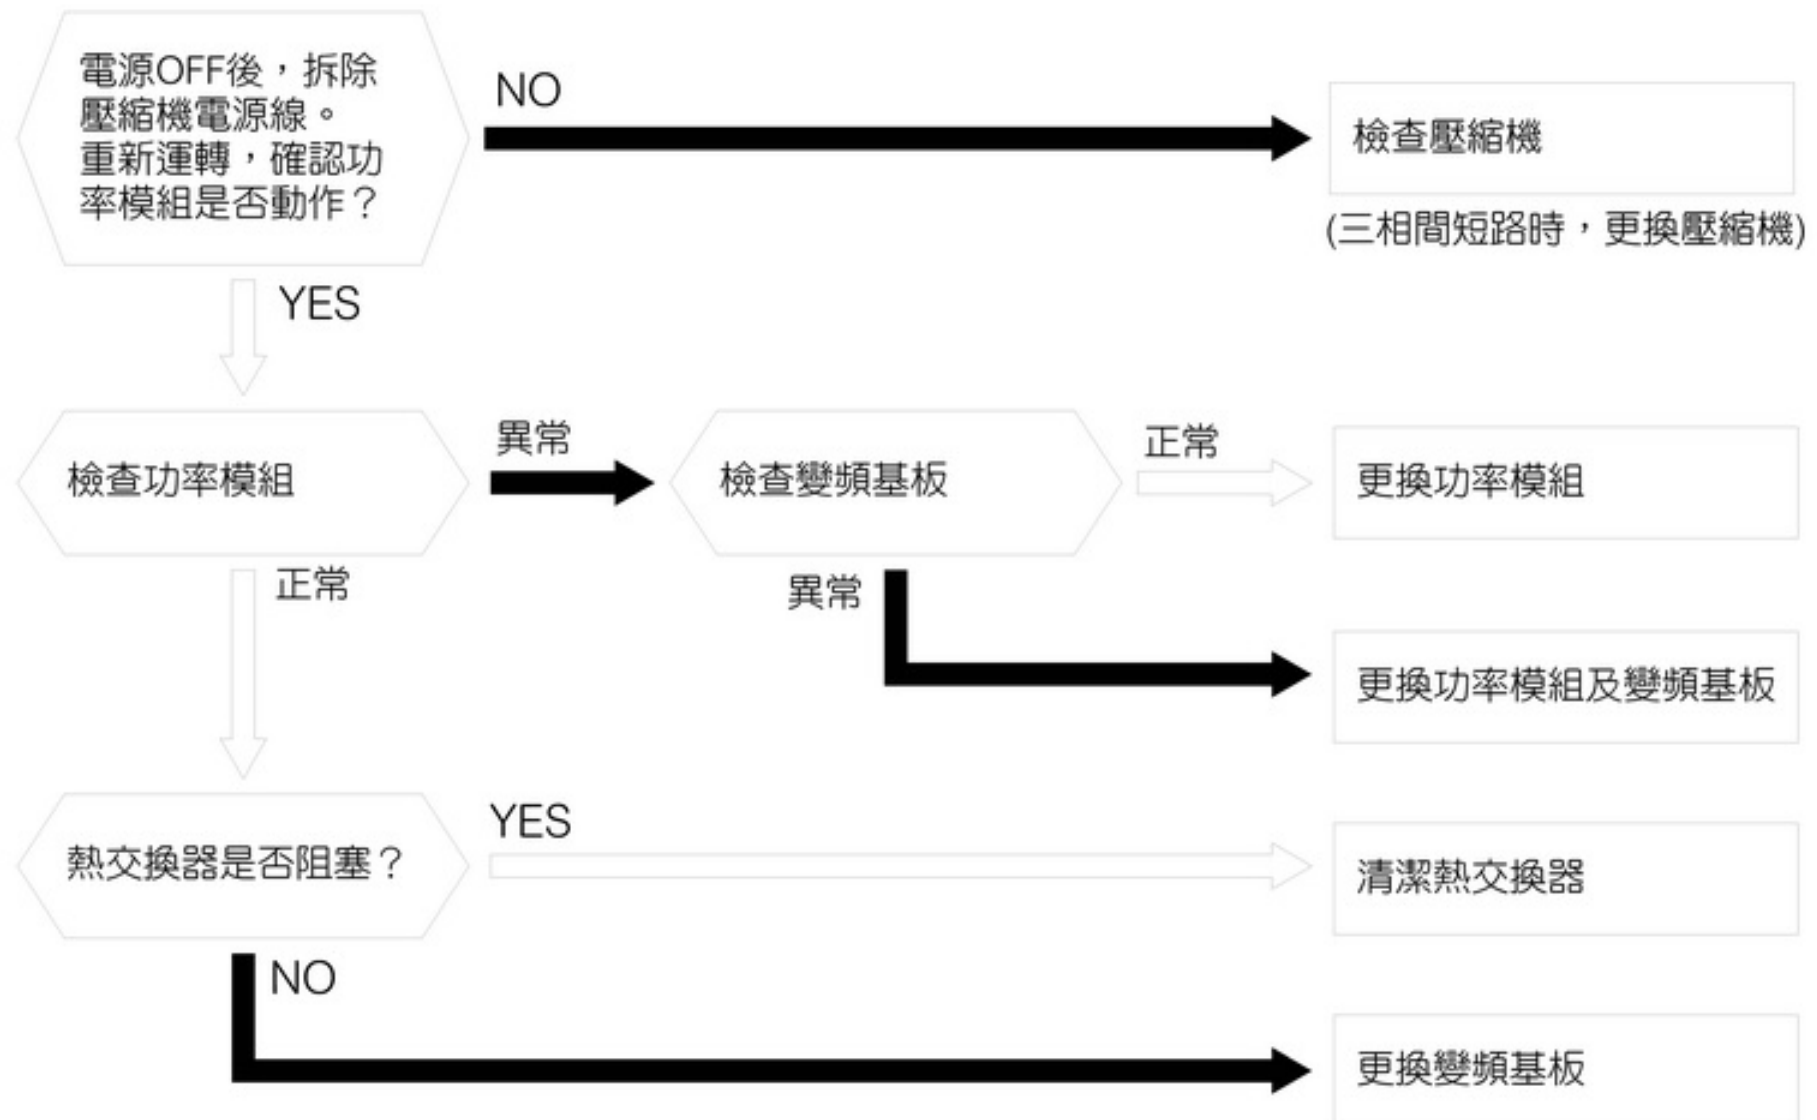 電源OFF後，拆除
壓縮機電源線。
重新運轉，確認功
率模組是否動作？
NO
檢查壓縮機
(三相間短路時，更換壓縮機)
YES
檢查功率模組
異常
檢查變頻基板
正常
更換功率模組
正常
異常
更換功率模組及變頻基板
熱交換器是否阻塞？
YES
清潔熱交換器
NO
更換變頻基板